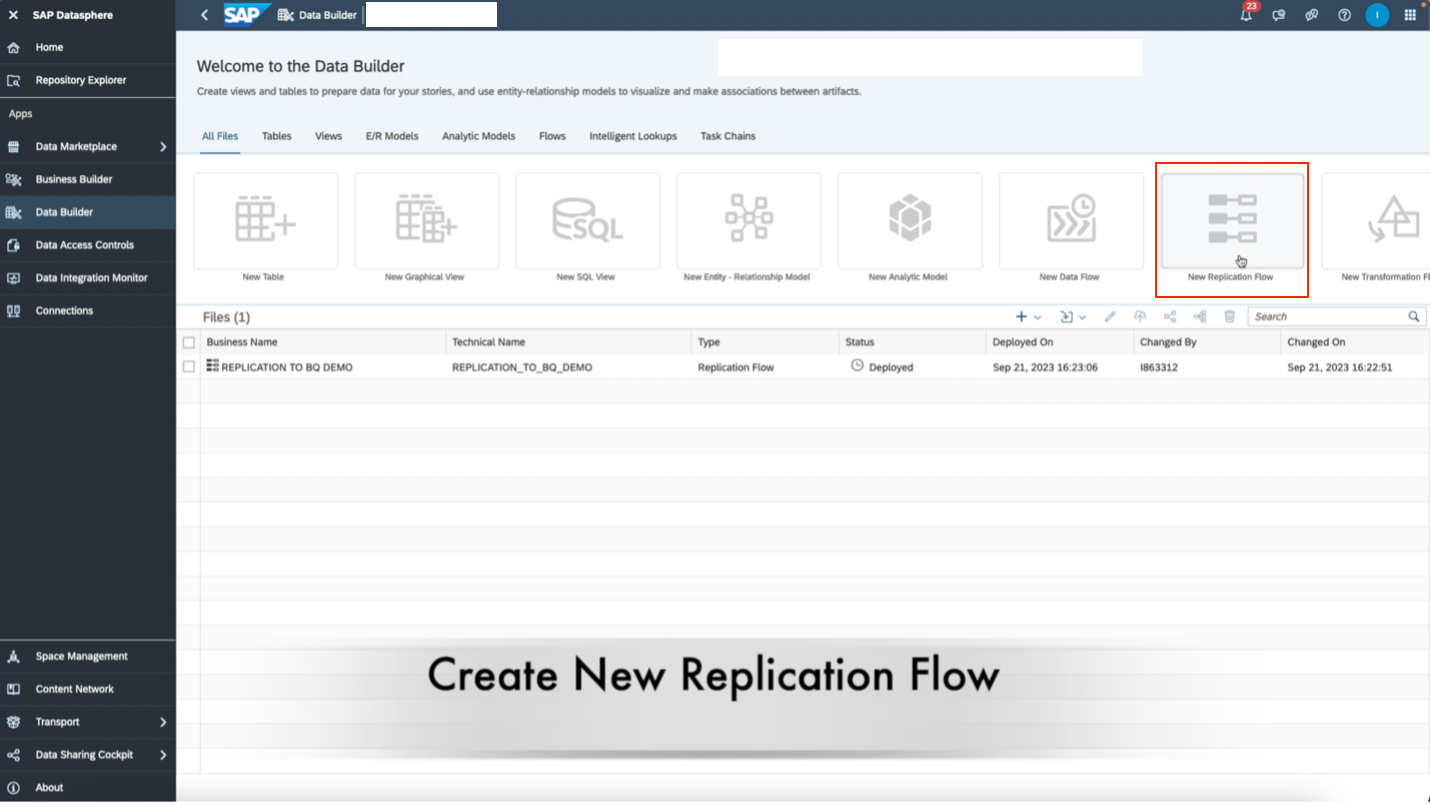 SAP Datasphere
SAP Data Builder
23
I
Home
Repository Explorer
Apps
Data Marketplace
Business Builder
Data Builder
Data Access Controls
Data Integration Monitor
Connections
Space Management
Content Network
Transport
Data Sharing Cockpit
About
Welcome to the Data Builder
Create views and tables to prepare data for your stories, and use entity-relationship models to visualize and make associations between artifacts.
All Files Tables Views E/R Models Analytic Models Flows Intelligent Lookups Task Chains
SQL
New Table New Graphical View New SQL View New Entity - Relationship Model New Analytic Model New Data Flow New Replication Flow New Transformation Fl
Files (1)
Search
Business Name Technical Name Type Status Deployed On Changed By Changed On
REPLICATION TO BQ DEMO REPLICATION_TO_BQ_DEMO Replication Flow Deployed Sep 21, 2023 16:23:06 I863312 Sep 21, 2023 16:22:51
Create New Replication Flow